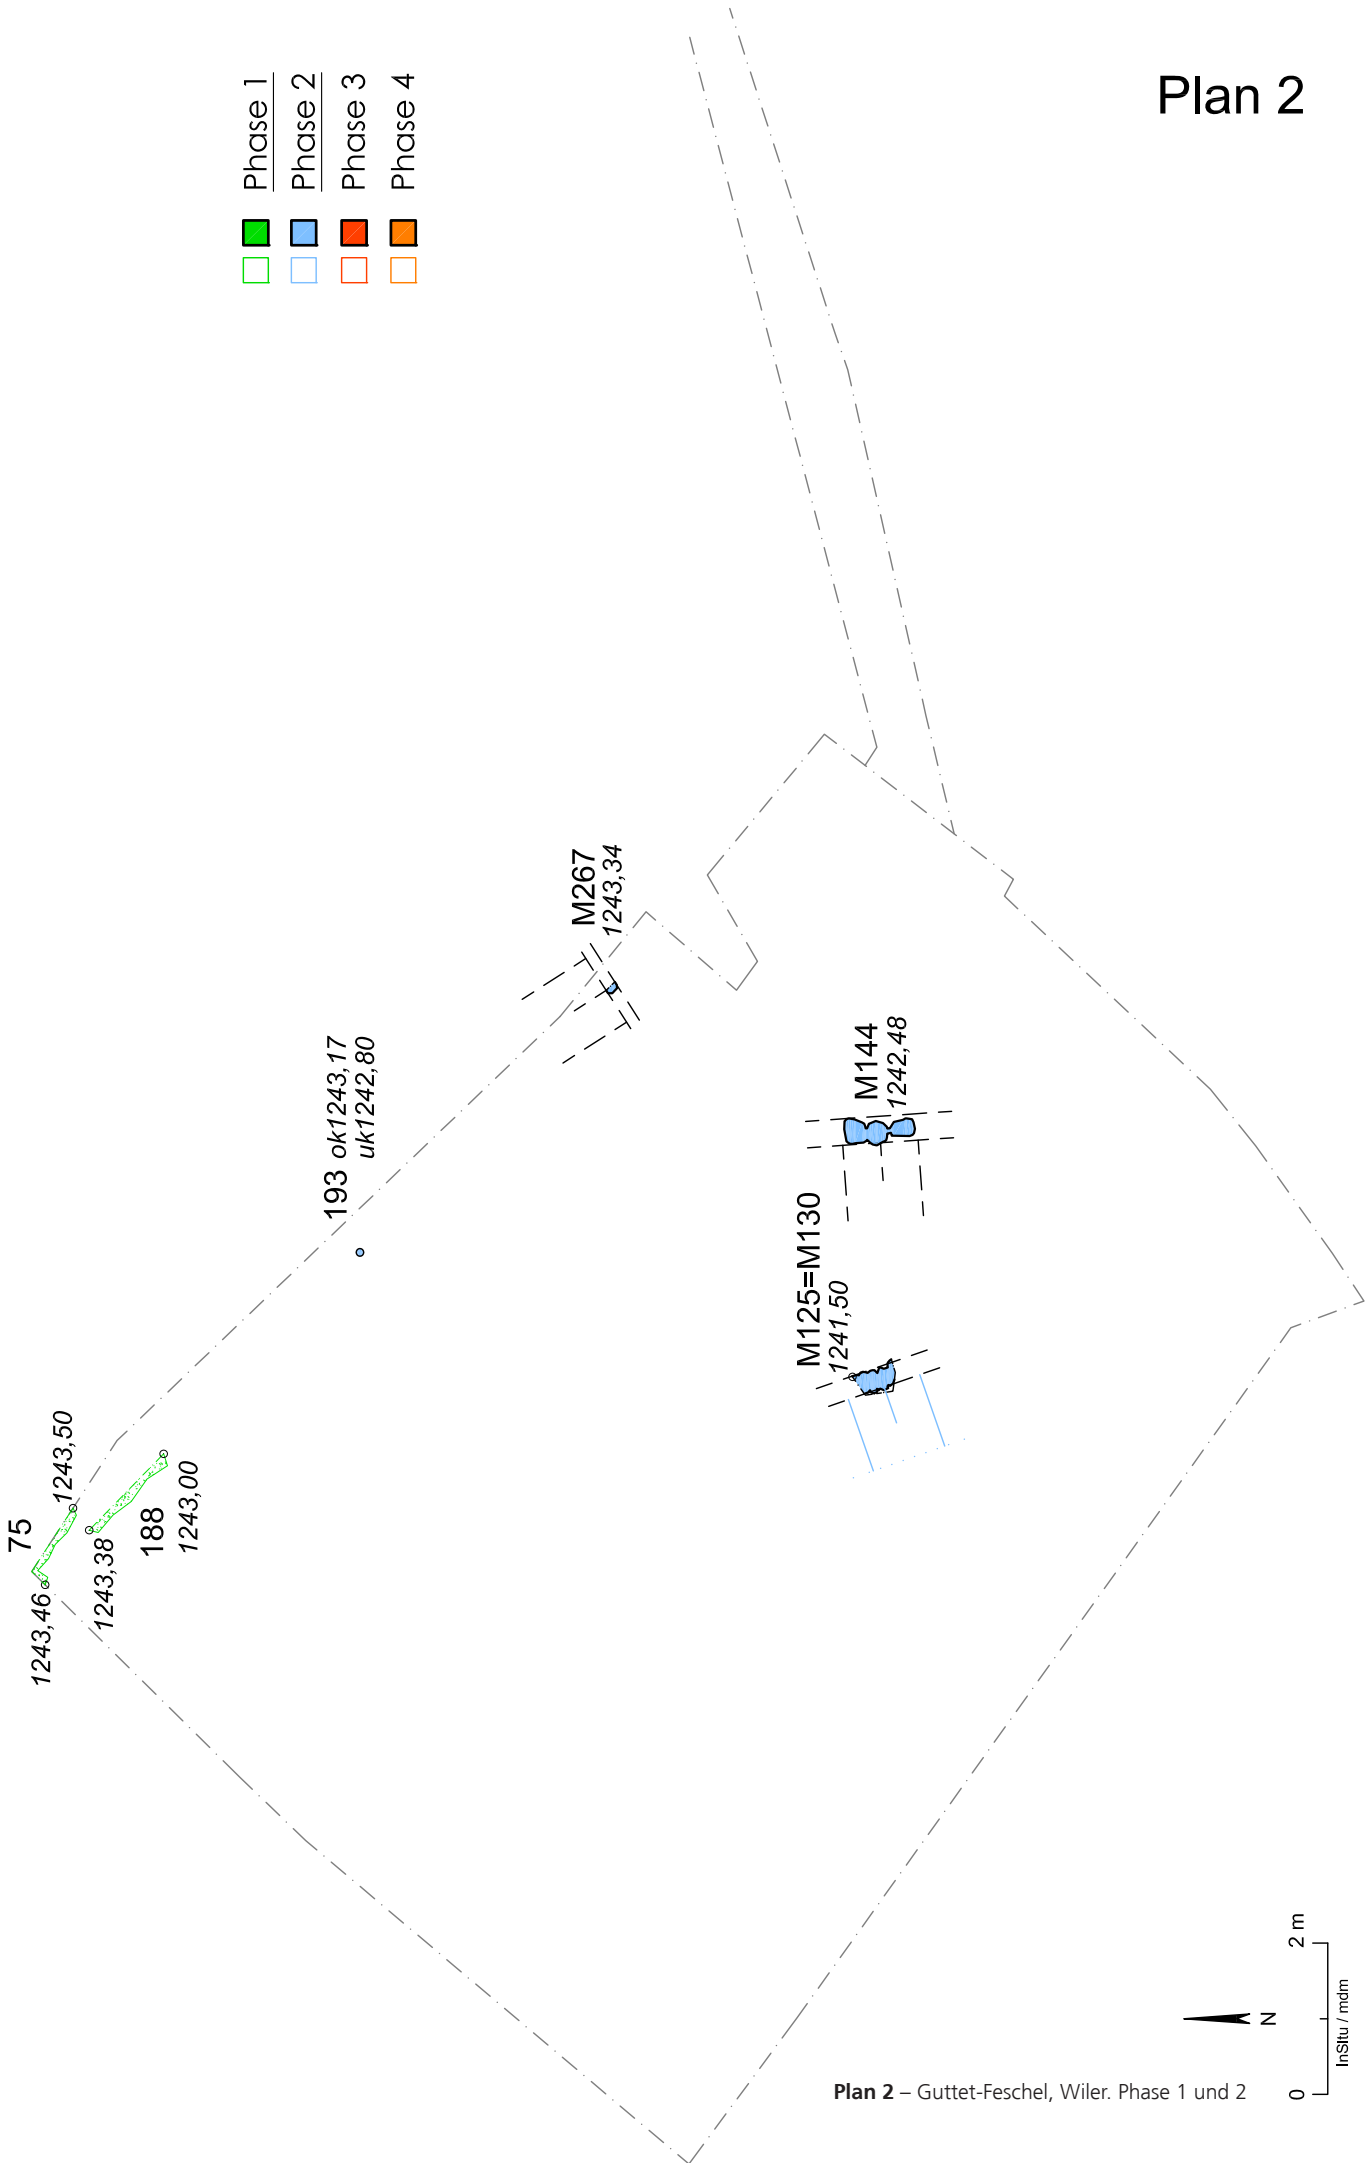 Plan 2
Phase 1
Phase 2
Phase 3
Phase 4
M267
1243,34
193 ok1243,17
uk1242,80
M144
1242,48
M125=M130
1241,50
75
1243,50
1243,46
1243,38
188
1243,00
N
0 2 m
InSItu / mdm
Plan 2 – Guttet-Feschel, Wiler. Phase 1 und 2